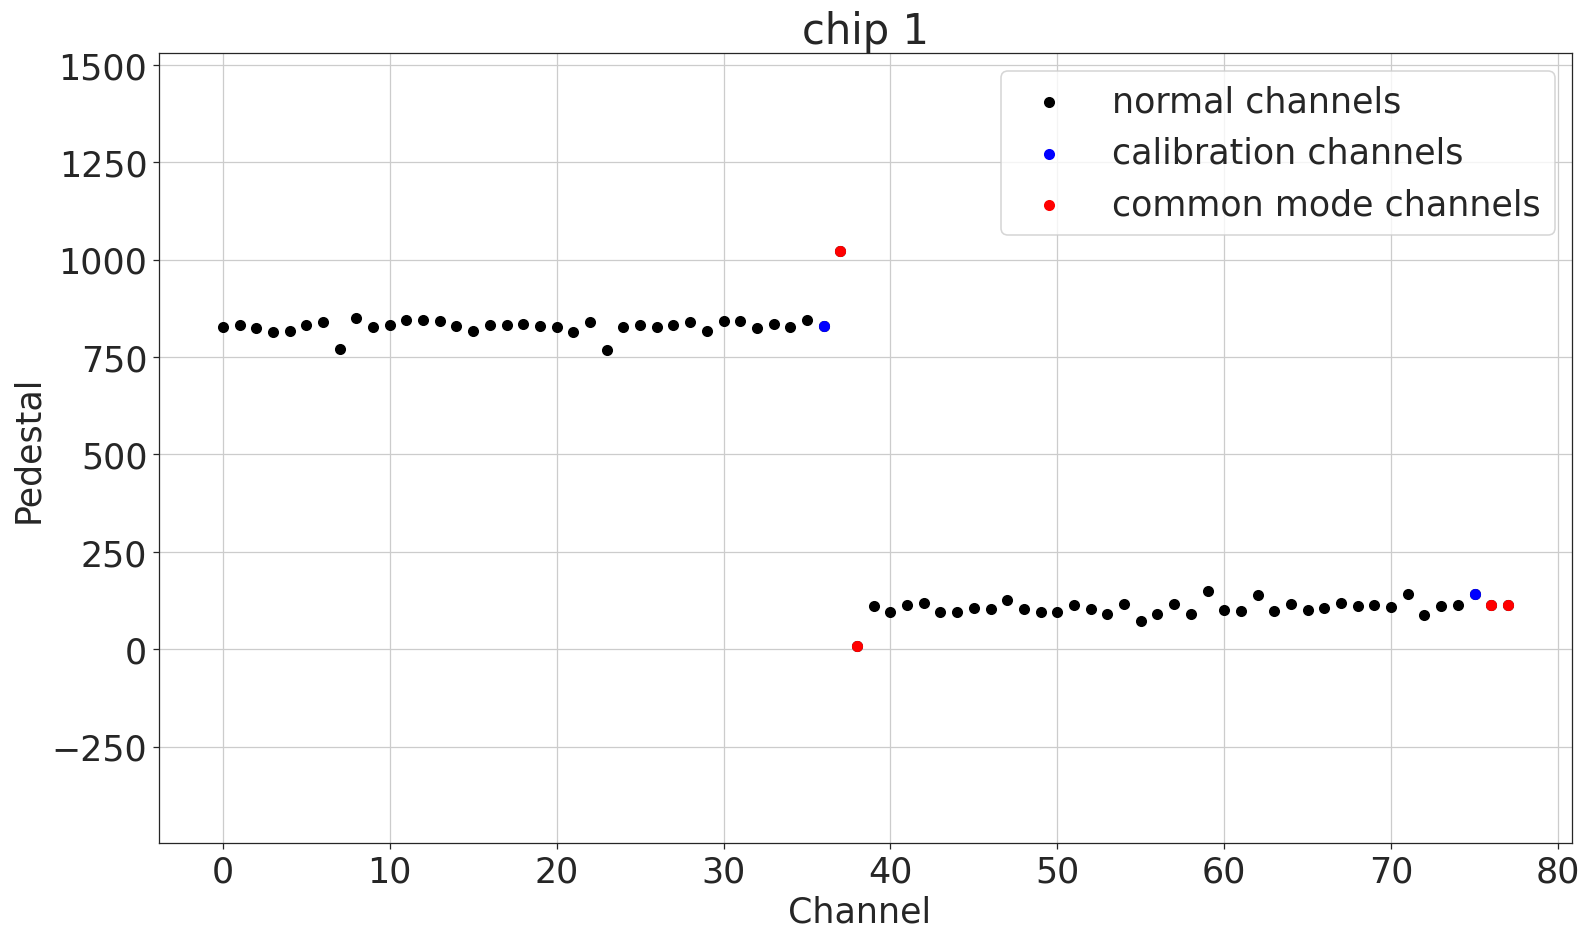 chip 1
1500
1250
1000
750
500
250
0
−250
Pedestal
normal channels
calibration channels
common mode channels
0 10 20 30 40 50 60 70 80
Channel